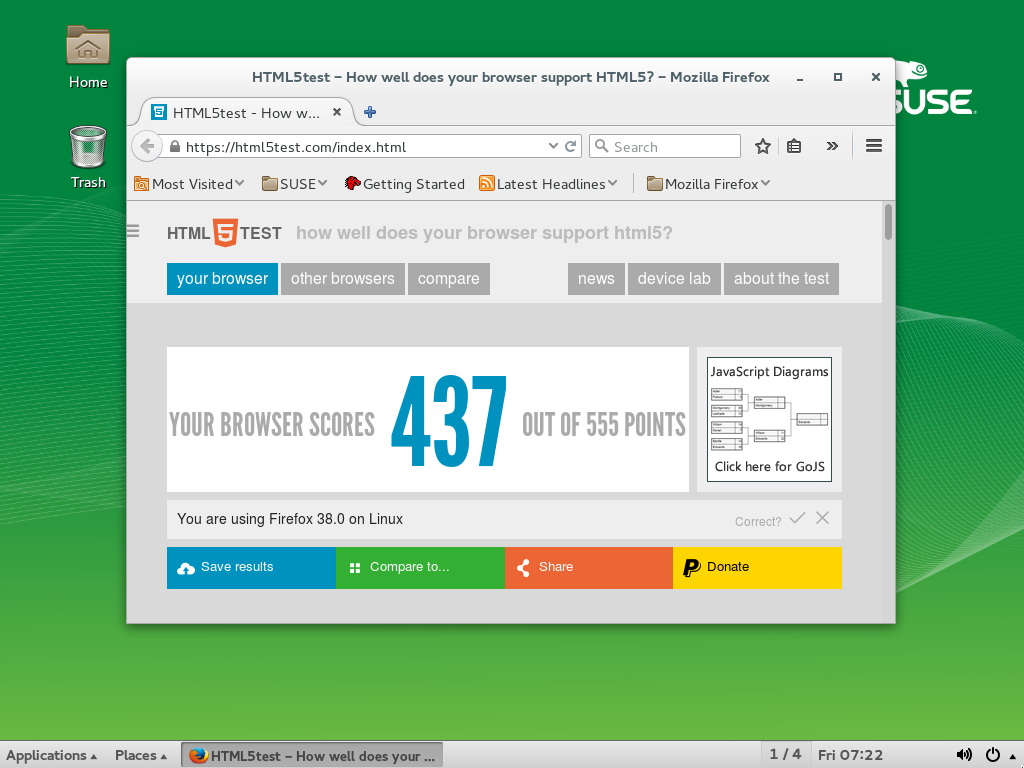 Home
Trash
SUSE
HTML5test – How well does your browser support HTML5? – Mozilla Firefox
HTML5test - How w...
https://html5test.com/index.html
Search
Most Visited
SUSE
Getting Started
Latest Headlines
Mozilla Firefox
HTML 5 TEST how well does your browser support html5?
your browser other browsers compare news device lab about the test
YOUR BROWSER SCORES 437 OUT OF 555 POINTS
JavaScript Diagrams
Click here for GoJS
You are using Firefox 38.0 on Linux
Correct?
Save results Compare to... Share Donate
Applications Places HTML5test – How well does your ... 1 / 4 Fri 07:22